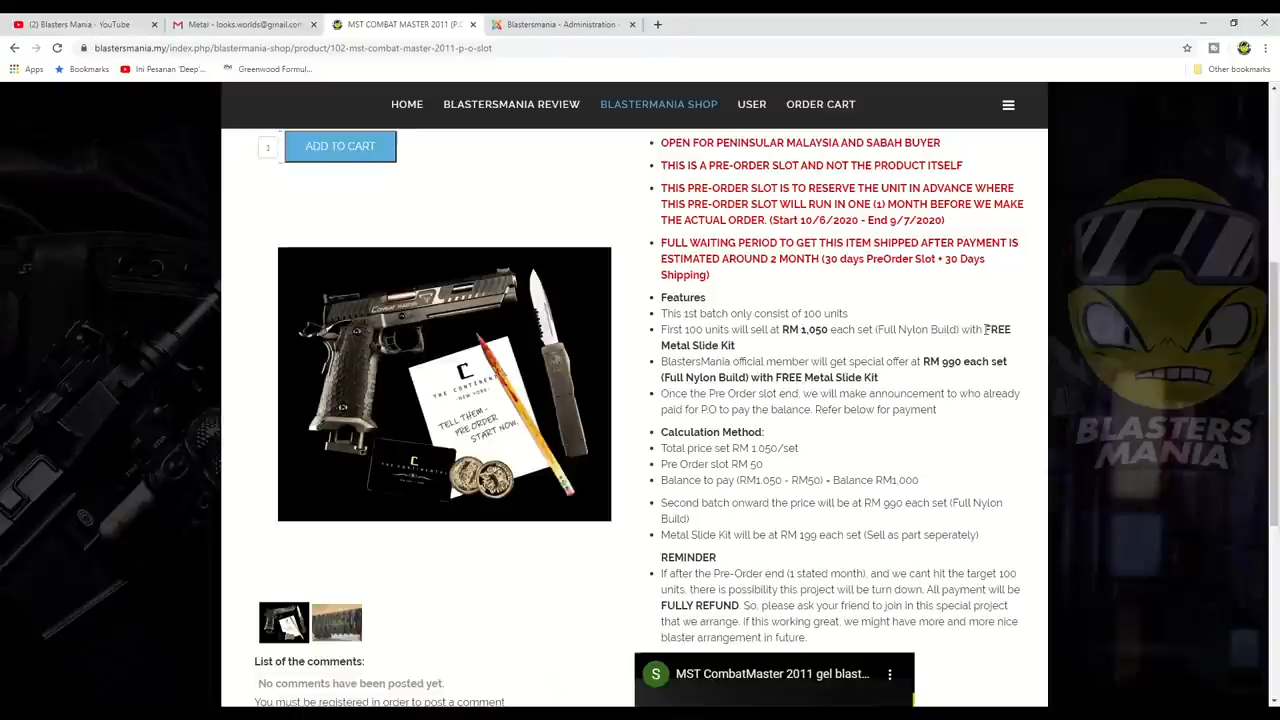 (2) Blasters Mania - YouTube
Metal - looks.worlds@gmail.com
MST COMBAT MASTER 2011 (P.O
Blastersmania - Administration -
blastersmania.my/index.php/blastermania-shop/product/102-mst-combat-master-2011-p-o-slot
Apps
Bookmarks
Ini Pesanan 'Deep'...
Greenwood Formul...
Other bookmarks
HOME
BLASTERSMANIA REVIEW
BLASTERMANIA SHOP
USER
ORDER CART
1
ADD TO CART
OPEN FOR PENINSULAR MALAYSIA AND SABAH BUYER
THIS IS A PRE-ORDER SLOT AND NOT THE PRODUCT ITSELF
THIS PRE-ORDER SLOT IS TO RESERVE THE UNIT IN ADVANCE WHERE
THIS PRE-ORDER SLOT WILL RUN IN ONE (1) MONTH BEFORE WE MAKE
THE ACTUAL ORDER. (Start 10/6/2020 - End 9/7/2020)
FULL WAITING PERIOD TO GET THIS ITEM SHIPPED AFTER PAYMENT IS
ESTIMATED AROUND 2 MONTH (30 days PreOrder Slot + 30 Days
Shipping)
Features
This 1st batch only consist of 100 units
First 100 units will sell at RM 1,050 each set (Full Nylon Build) with FREE
Metal Slide Kit
BlastersMania official member will get special offer at RM 990 each set
(Full Nylon Build) with FREE Metal Slide Kit
Once the Pre Order slot end, we will make announcement to who already
paid for P.O to pay the balance. Refer below for payment
Calculation Method:
Total price set RM 1.050/set
Pre Order slot RM 50
Balance to pay (RM1.050 - RM50) = Balance RM1,000
Second batch onward the price will be at RM 990 each set (Full Nylon
Build)
Metal Slide Kit will be at RM 199 each set (Sell as part seperately)
REMINDER
If after the Pre-Order end (1 stated month), and we cant hit the target 100
units, there is possibility this project will be turn down. All payment will be
FULLY REFUND. So, please ask your friend to join in this special project
that we arrange. if this working great, we might have more and more nice
blaster arrangement in future.
COMBAT MASTER
C
THE CONTINENTAL
NEW YORK
TELL THEM -
PRE ORDER
START NOW.
C
THE CONTINENTAL
BLASTERS
MANIA
List of the comments:
No comments have been posted yet.
You must be registered in order to post a comment
S
MST CombatMaster 2011 gel blast...